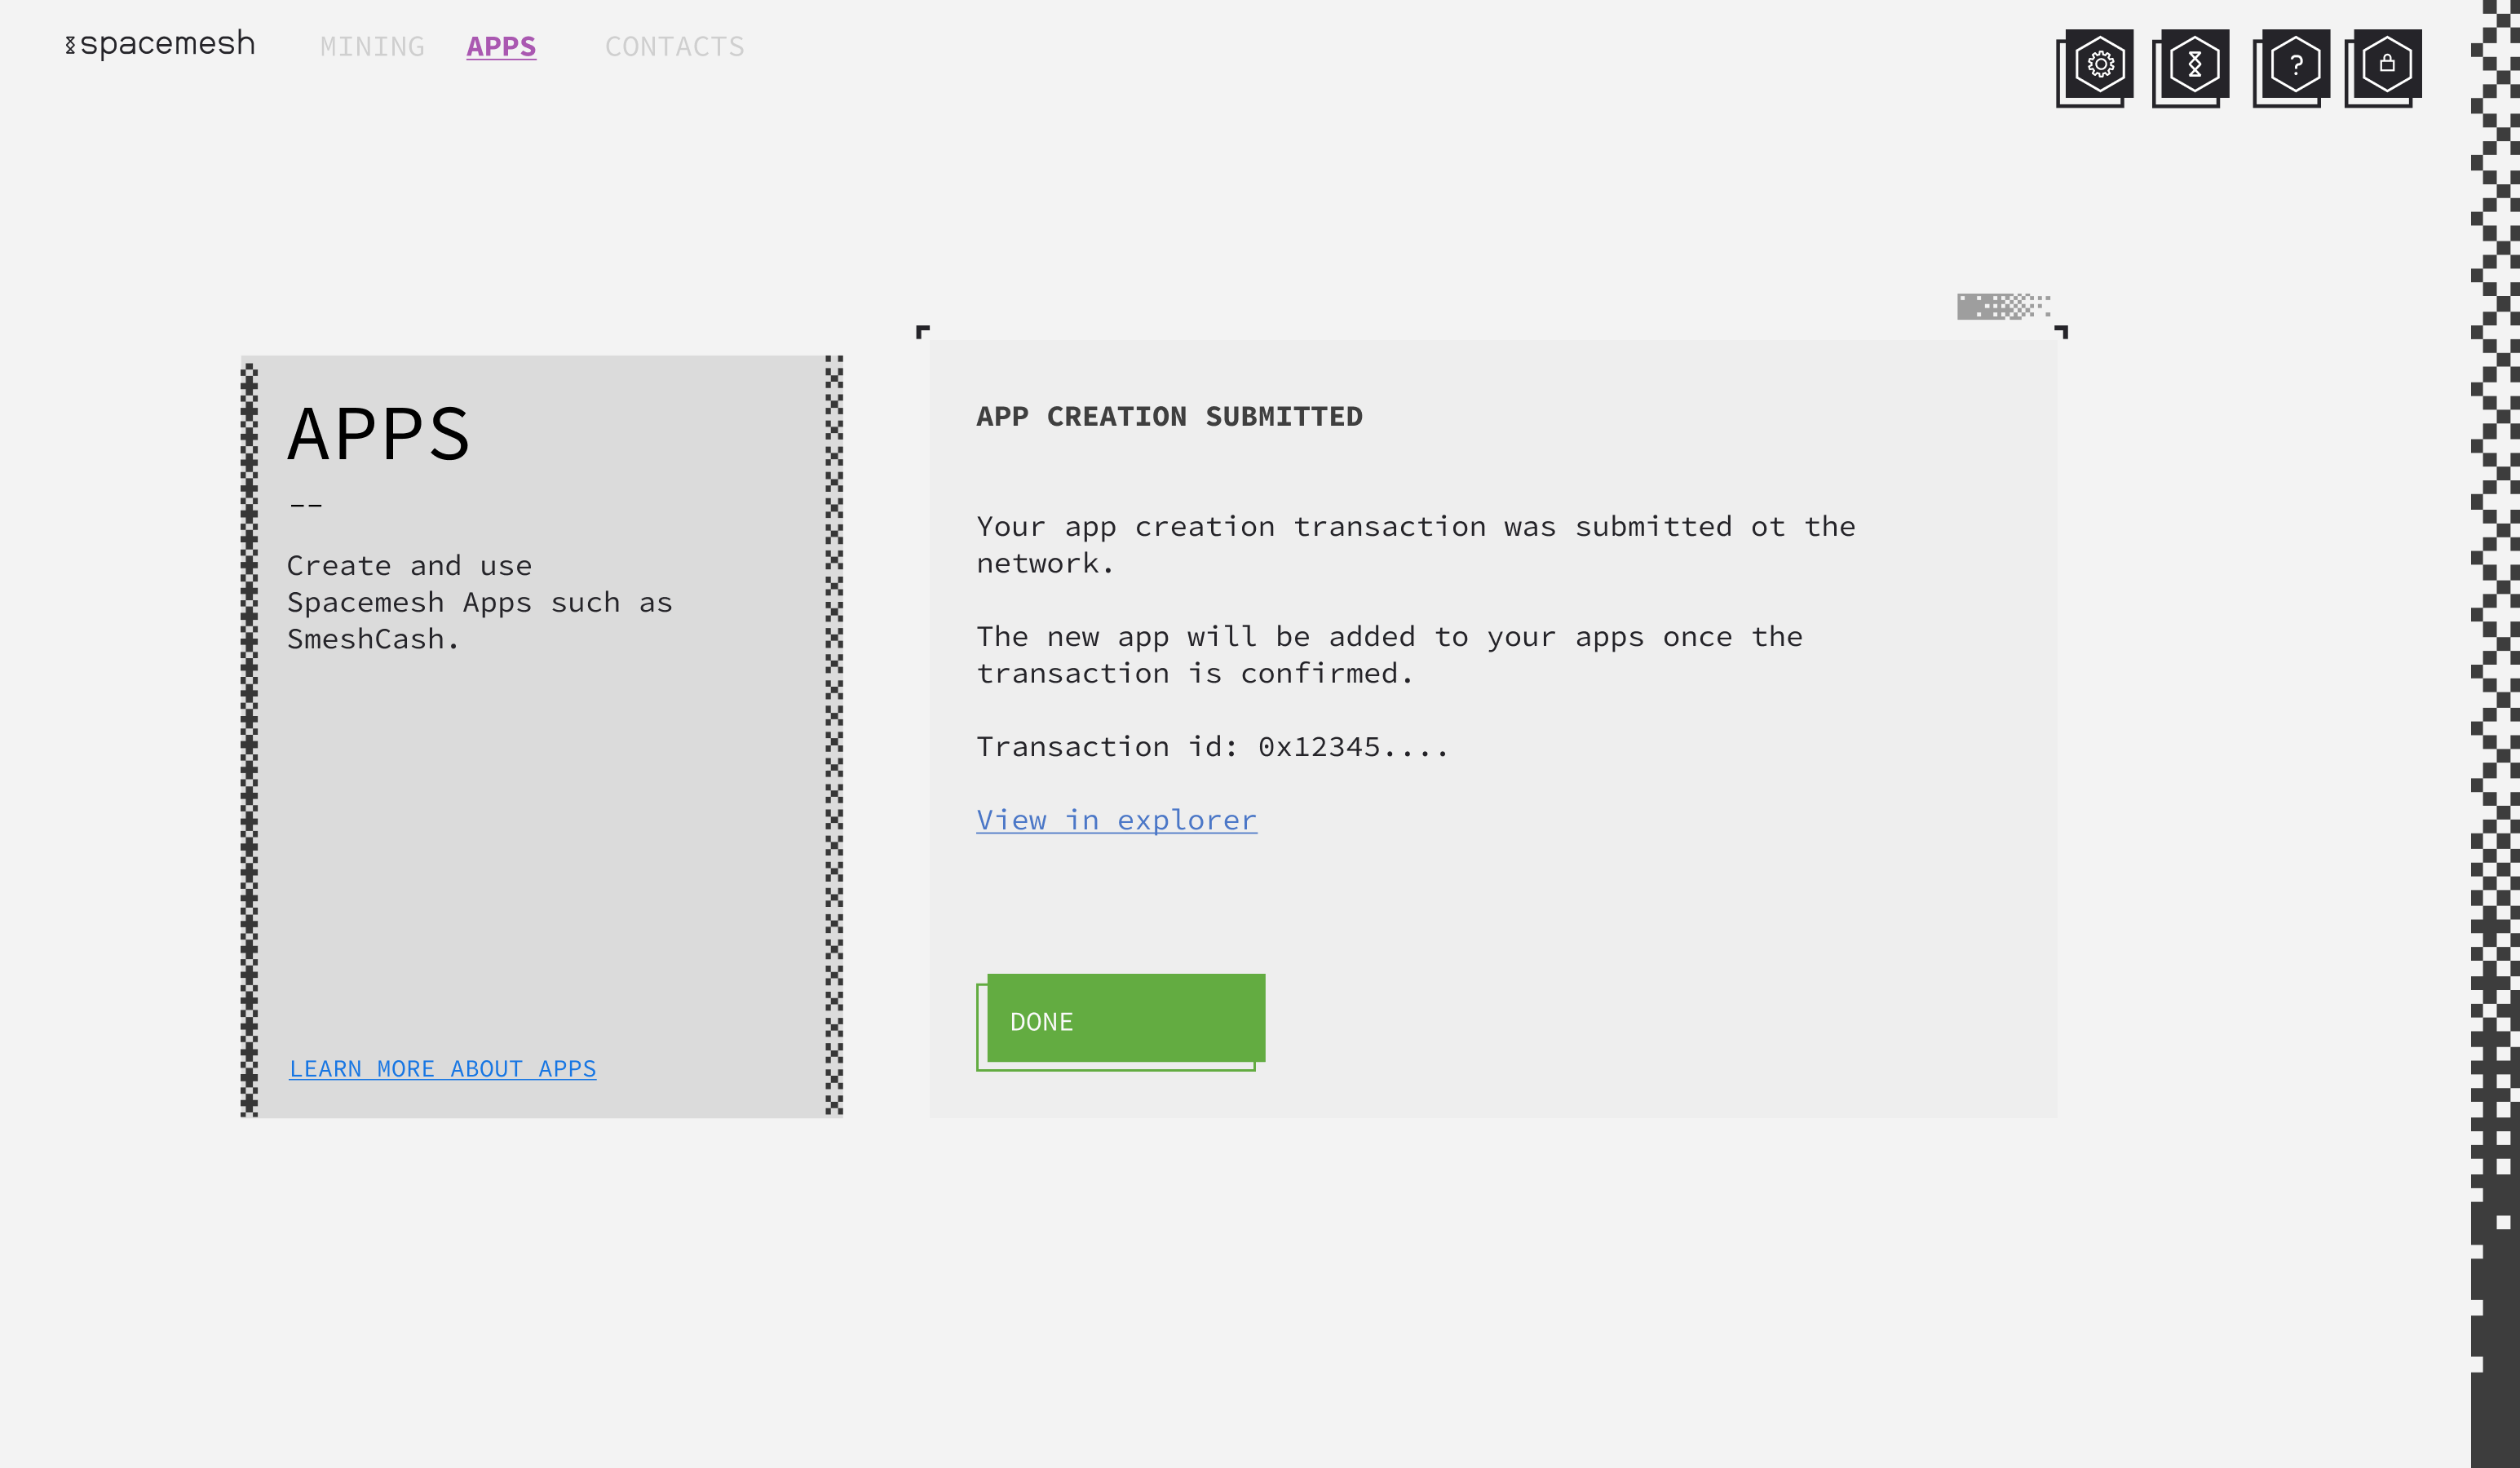 spacemesh
MINING APPS CONTACTS
?
APPS
--
Create and use
Spacemesh Apps such as
SmeshCash.
LEARN MORE ABOUT APPS
APP CREATION SUBMITTED
Your app creation transaction was submitted ot the
network.
The new app will be added to your apps once the
transaction is confirmed.
Transaction id: 0x12345....
View in explorer
DONE